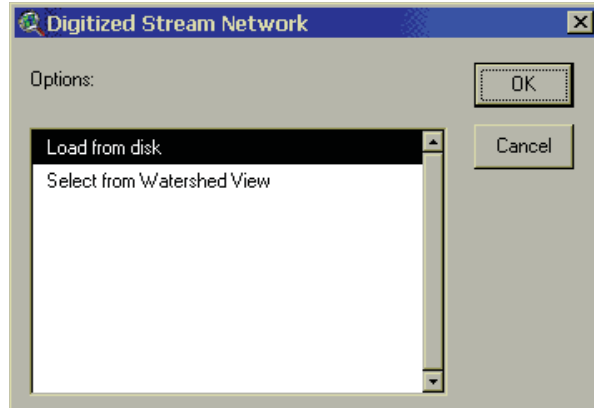 Digitized Stream Network
Options:
OK
Load from disk
Cancel
Select from Watershed View